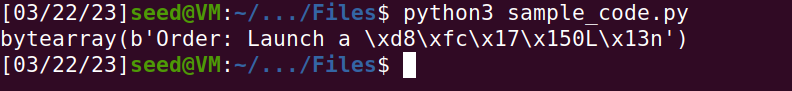 [03/22/23]seed@VM:~/.../Files$ python3 sample_code.py
bytearray(b'Order: Launch a \xd8\xfc\x17\x150L\x13n')
[03/22/23]seed@VM:~/.../Files$